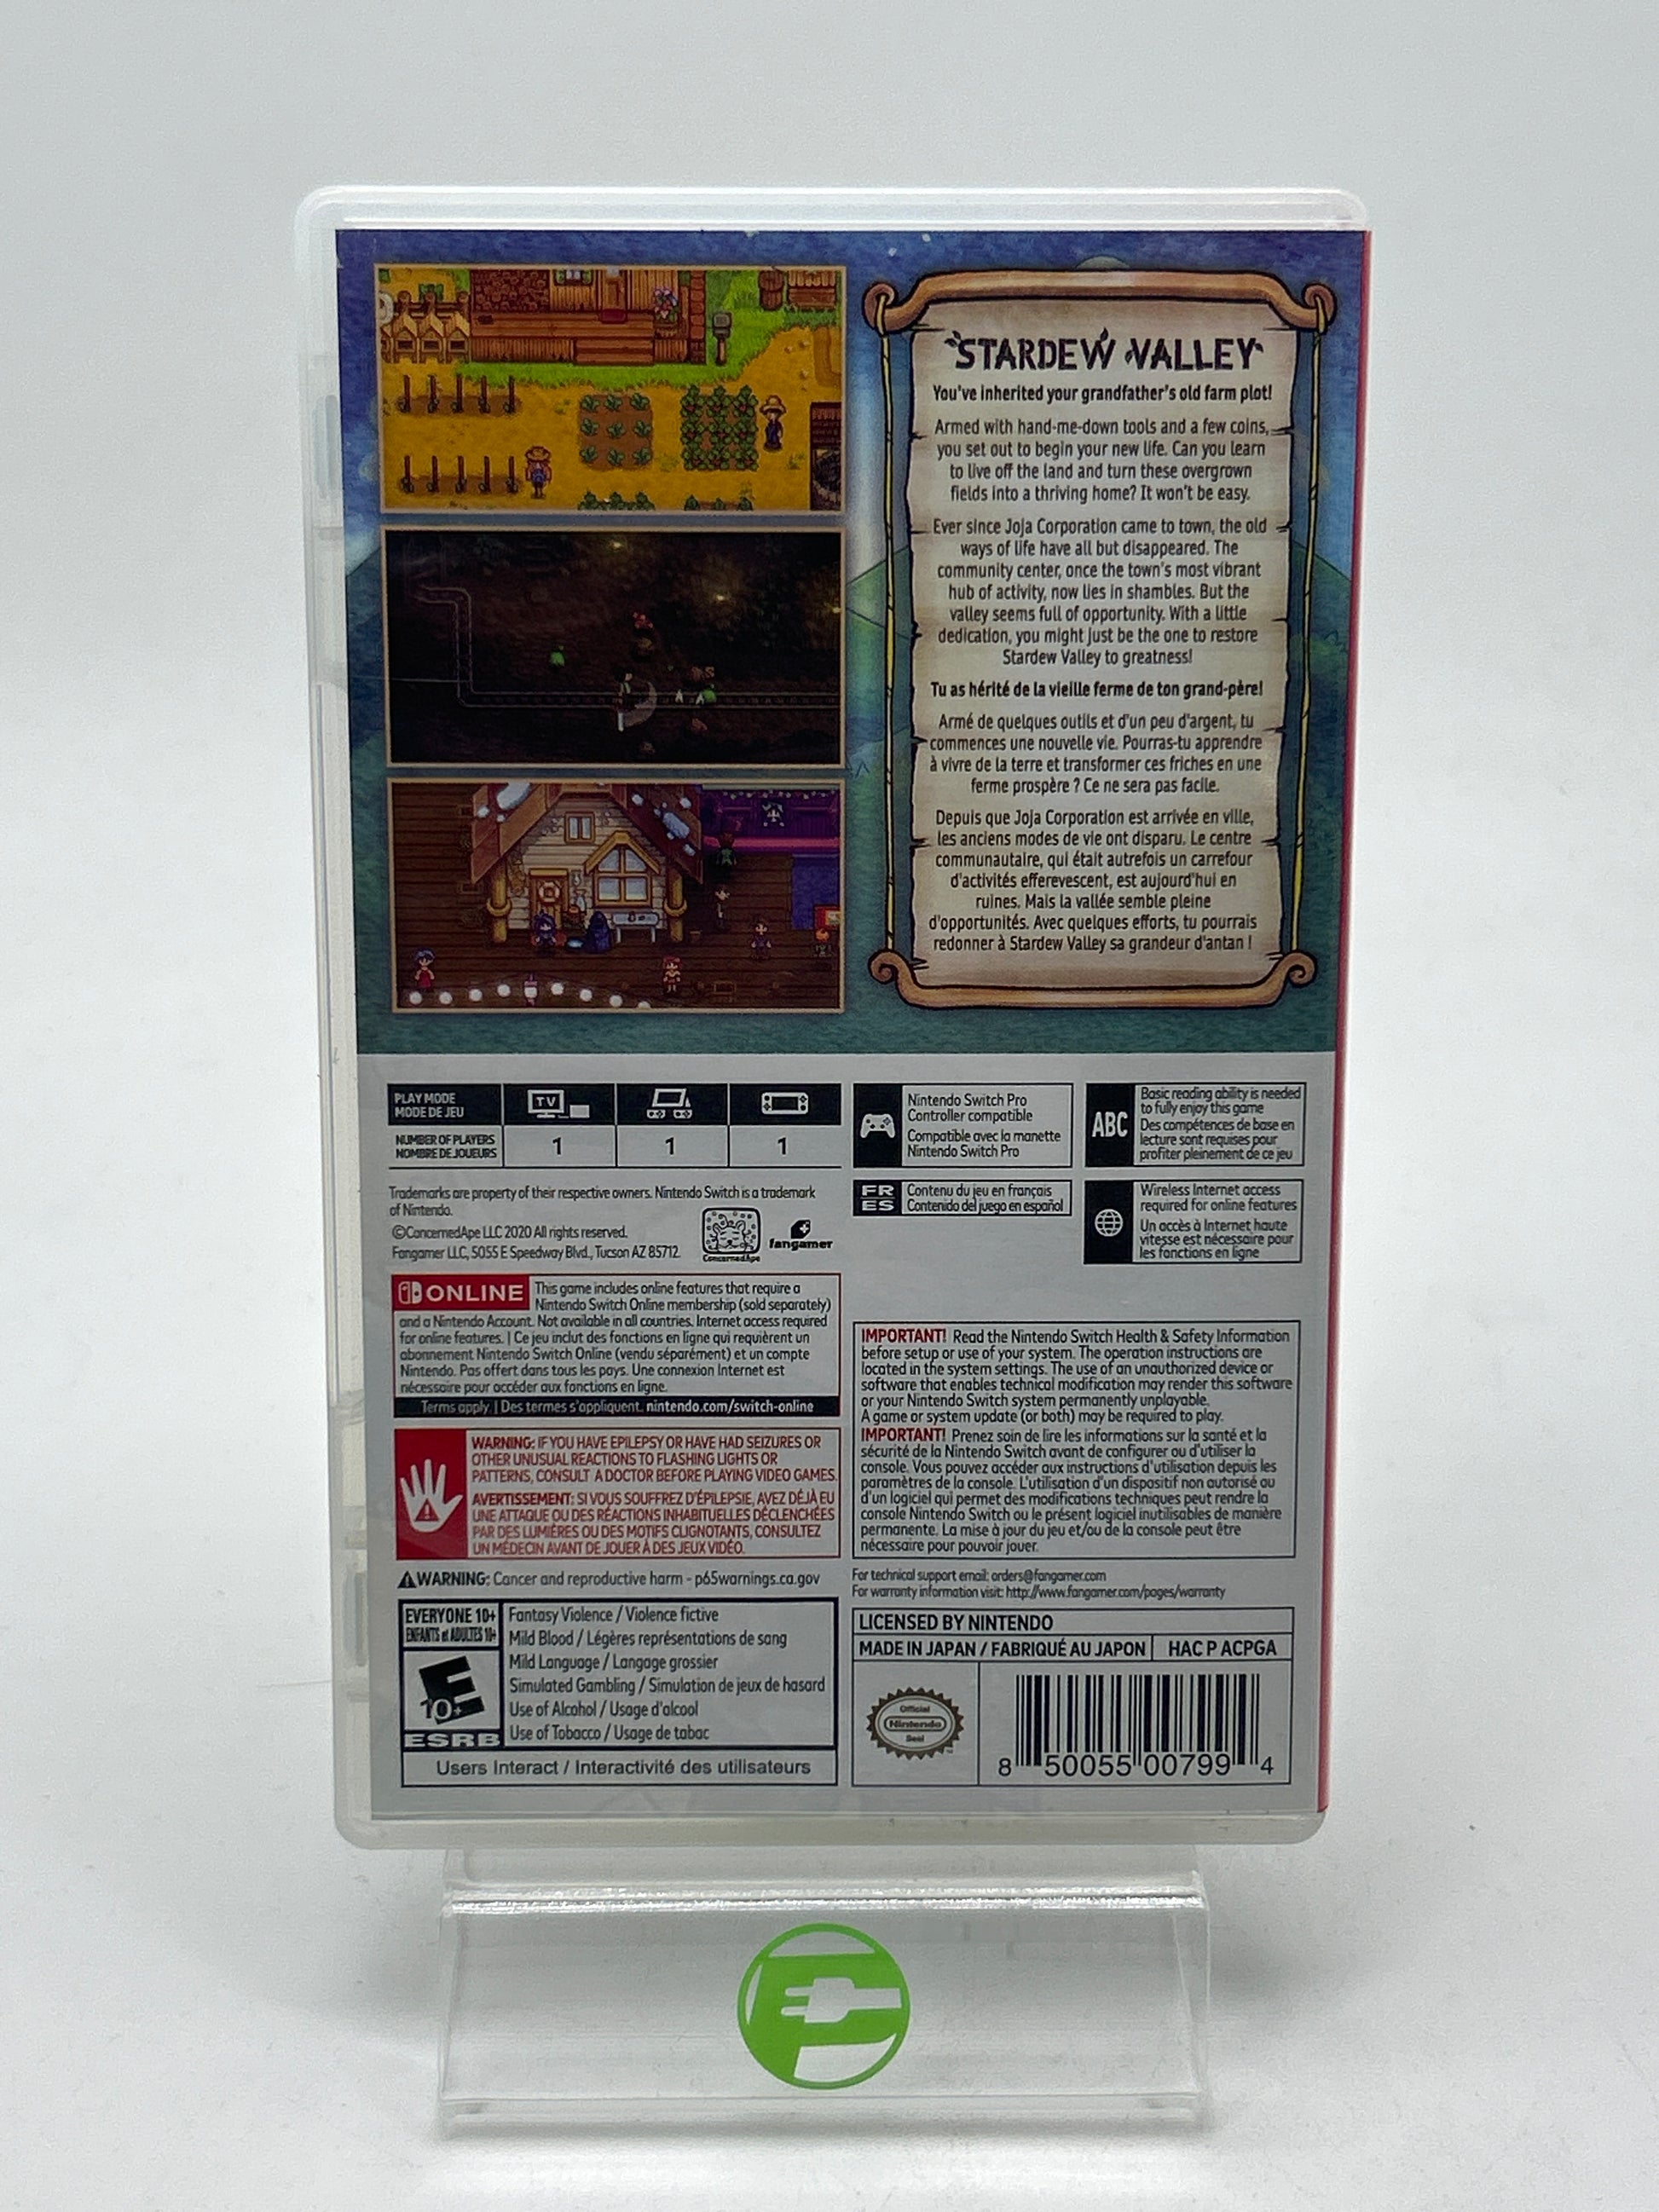 STARDEW VALLEY
You've inherited your grandfather's old farm plot!
Armed with hand-me-down tools and a few coins,
you set out to begin your new life. Can you learn
to live off the land and turn these overgrown
fields into a thriving home? It won't be easy.
Ever since Joja Corporation came to town, the old
ways of life have all but disappeared. The
community center, once the town's most vibrant
hub of activity, now lies in shambles. But the
valley seems full of opportunity. With a little
dedication, you might just be the one to restore
Stardew Valley to greatness!
Tu as hérité de la vieille ferme de ton grand-père!
Armé de quelques outils et d'un peu d'argent, tu
commences une nouvelle vie. Pourras-tu apprendre
à vivre de la terre et transformer ces friches en une
ferme prospère ? Ce ne sera pas facile.
Depuis que Joja Corporation est arrivée en ville,
les anciens modes de vie ont disparu. Le centre
communautaire, qui était autrefois un carrefour
d'activités efferevescent, est aujourd'hui en
ruines. Mais la vallée semble pleine
d'opportunités. Avec quelques efforts, tu pourrais
redonner à Stardew Valley sa grandeur d'antan !
PLAY MODE
MODE DE JEU
TV
NUMBER OF PLAYERS
NOMBRE DE JOUEURS
1 1 1
Nintendo Switch Pro
Controller compatible
Compatible avec la manette
Nintendo Switch Pro
ABC
Basic reading ability is needed
to fully enjoy this game
Des compétences de base en
lecture sont requises pour
profiter pleinement de ce jeu
FR
ES
Contenu du jeu en français
Contenido del juego en español
Wireless Internet access
required for online features
Un accès à Internet haute
vitesse est nécessaire pour
les fonctions en ligne
Trademarks are property of their respective owners. Nintendo Switch is a trademark
of Nintendo.
©ConcernedApe LLC 2020 All rights reserved.
Fangamer LLC, 5055 E Speedway Blvd., Tucson AZ 85712
ConcernedApe
fangamer
ONLINE
This game includes online features that require a
Nintendo Switch Online membership (sold separately)
and a Nintendo Account. Not available in all countries. Internet access required
for online features. | Ce jeu inclut des fonctions en ligne qui requièrent un
abonnement Nintendo Switch Online (vendu séparément) et un compte
Nintendo. Pas offert dans tous les pays. Une connexion Internet est
nécessaire pour accéder aux fonctions en ligne.
Terms apply. | Des termes s'appliquent. nintendo.com/switch-online
WARNING: IF YOU HAVE EPILEPSY OR HAVE HAD SEIZURES OR
OTHER UNUSUAL REACTIONS TO FLASHING LIGHTS OR
PATTERNS, CONSULT A DOCTOR BEFORE PLAYING VIDEO GAMES.
AVERTISSEMENT: SI VOUS SOUFFREZ D'ÉPILEPSIE, AVEZ DÉJÀ EU
UNE ATTAQUE OU DES RÉACTIONS INHABITUELLES DÉCLENCHÉES
PAR DES LUMIÈRES OU DES MOTIFS CLIGNOTANTS, CONSULTEZ
UN MÉDECIN AVANT DE JOUER À DES JEUX VIDÉO.
WARNING: Cancer and reproductive harm - p65warnings.ca.gov
EVERYONE 10+
ENFANTS et ADULTES 10+
E
10+
ESRB
Fantasy Violence / Violence fictive
Mild Blood / Légères représentations de sang
Mild Language / Langage grossier
Simulated Gambling / Simulation de jeux de hasard
Use of Alcohol / Usage d'alcool
Use of Tobacco / Usage de tabac
Users Interact / Interactivité des utilisateurs
IMPORTANT! Read the Nintendo Switch Health & Safety Information
before setup or use of your system. The operation instructions are
located in the system settings. The use of an unauthorized device or
software that enables technical modification may render this software
or your Nintendo Switch system permanently unplayable.
A game or system update (or both) may be required to play.
IMPORTANT! Prenez soin de lire les informations sur la santé et la
sécurité de la Nintendo Switch avant de configurer ou d'utiliser la
console. Vous pouvez accéder aux instructions d'utilisation depuis les
paramètres de la console. L'utilisation d'un dispositif non autorisé ou
d'un logiciel qui permet des modifications techniques peut rendre la
console Nintendo Switch ou le présent logiciel inutilisables de manière
permanente. La mise à jour du jeu et/ou de la console peut être
nécessaire pour pouvoir jouer.
For technical support email: orders@fangamer.com
For warranty information visit: http://www.fangamer.com/pages/warranty
LICENSED BY NINTENDO
MADE IN JAPAN / FABRIQUÉ AU JAPON
HAC P ACPGA
Official
Nintendo
Seal
8 50055 00799 4